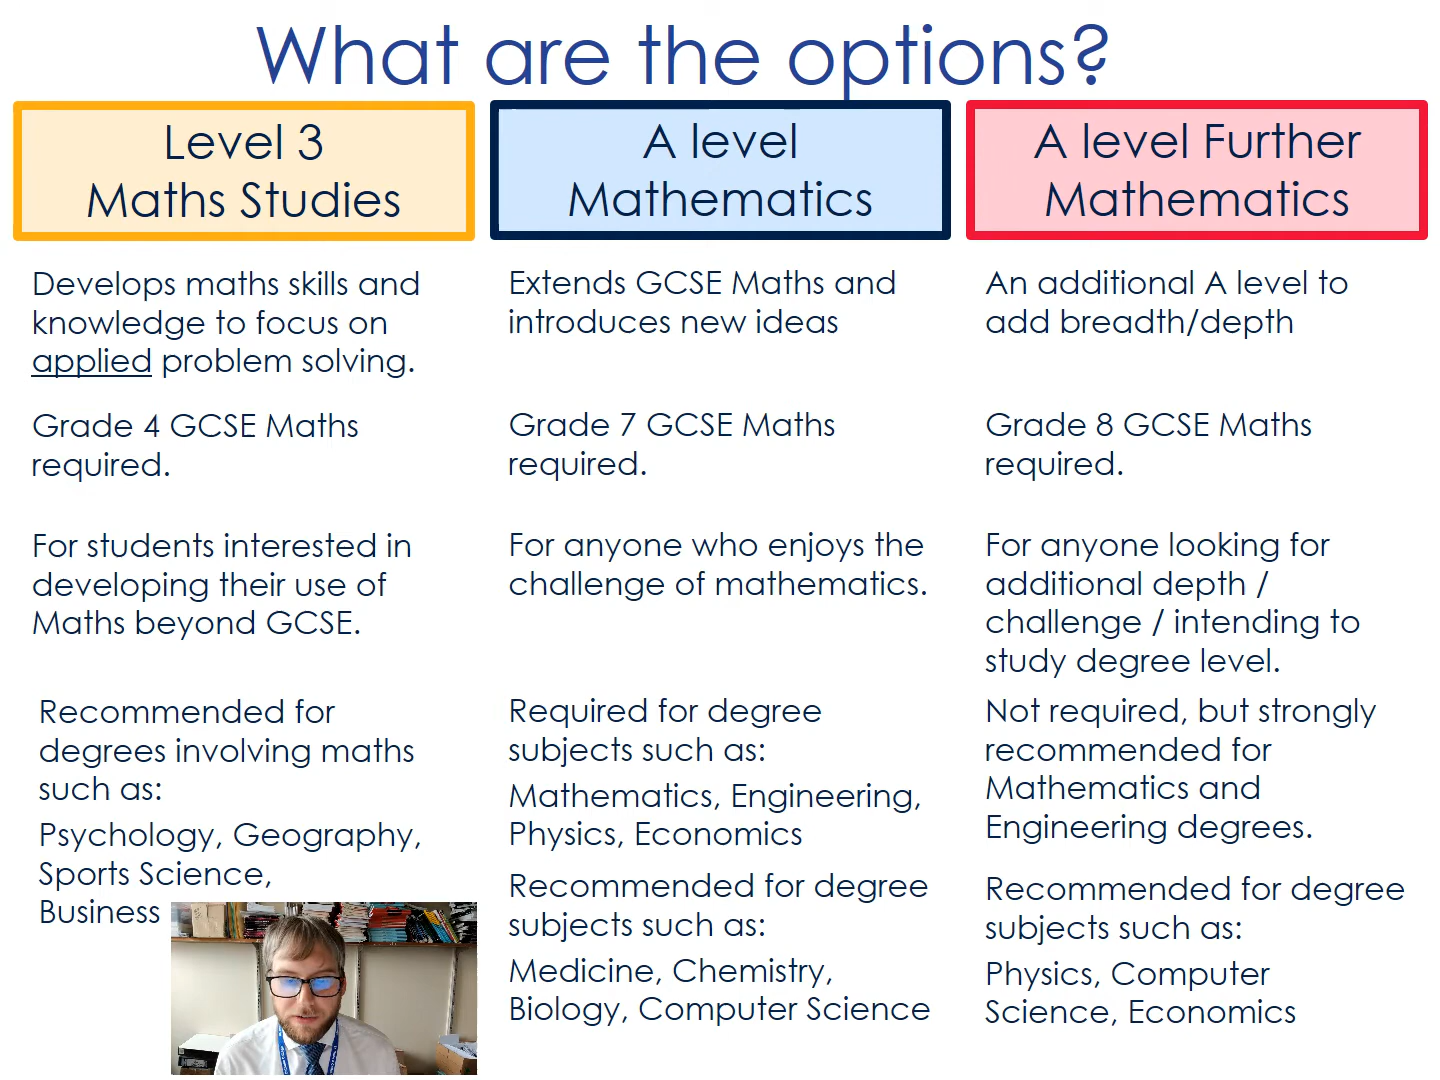 What are the options?
Level 3
Maths Studies
Develops maths skills and
knowledge to focus on
applied problem solving.
Grade 4 GCSE Maths
required.
For students interested in
developing their use of
Maths beyond GCSE.
Recommended for
degrees involving maths
such as:
Psychology, Geography,
Sports Science,
Business
A level
Mathematics
Extends GCSE Maths and
introduces new ideas
Grade 7 GCSE Maths
required.
For anyone who enjoys the
challenge of mathematics.
Required for degree
subjects such as:
Mathematics, Engineering,
Physics, Economics
Recommended for degree
subjects such as:
Medicine, Chemistry,
Biology, Computer Science
A level Further
Mathematics
An additional A level to
add breadth/depth
Grade 8 GCSE Maths
required.
For anyone looking for
additional depth /
challenge / intending to
study degree level.
Not required, but strongly
recommended for
Mathematics and
Engineering degrees.
Recommended for degree
subjects such as:
Physics, Computer
Science, Economics